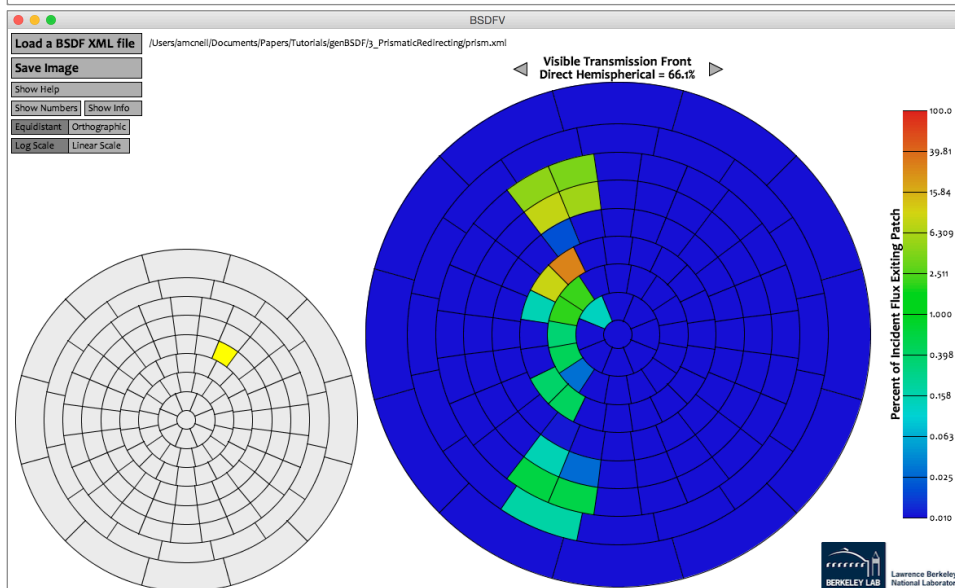 BSDFV
Load a BSDF XML file
/Users/amcneil/Documents/Papers/Tutorials/genBSDF/3_PrismaticRedirecting/prism.xml
Save Image
Show Help
Show Numbers
Show Info
Equidistant
Orthographic
Log Scale
Linear Scale
Visible Transmission Front
Direct Hemispherical = 66.1%
Percent of Incident Flux Exiting Patch
100.0
39.81
15.84
6.309
2.511
1.000
0.398
0.158
0.063
0.025
0.010
BERKELEY LAB
Lawrence Berkeley
National Laborator